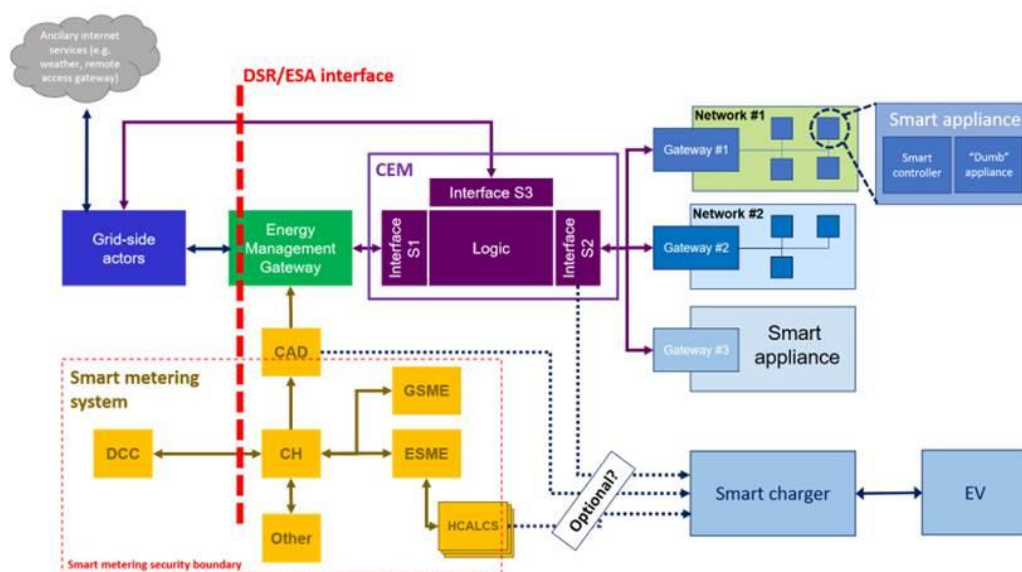 Ancilary internet
services [e.g.
weather, remote
access gateway]
DSR/ESA interface
Grid-side
actors
Energy
Management
Gateway
CEM
Interface S3
Interface
S1
Logic
Interface
S2
Network #1
Gateway #1
Smart appliance
Smart
controller
"Dumb"
appliance
Network #2
Gateway #2
Gateway #3
Smart
appliance
Smart metering
system
CAD
GSME
DCC
CH
ESME
Other
HCALCS
Smart metering security boundary
Optional?
Smart charger
EV